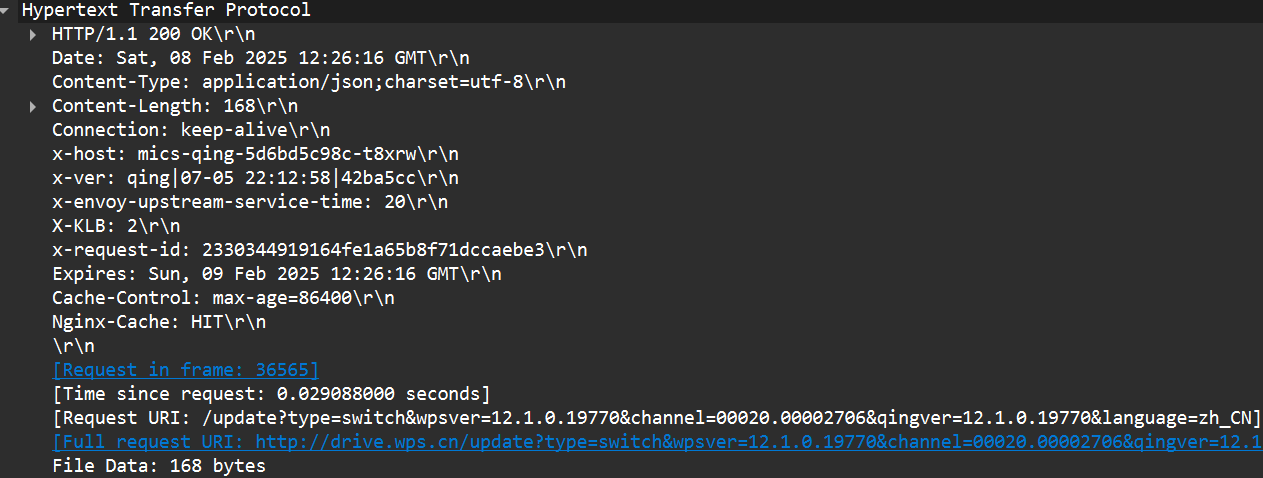 Hypertext Transfer Protocol
HTTP/1.1 200 OK\r\n
Date: Sat, 08 Feb 2025 12:26:16 GMT\r\n
Content-Type: application/json;charset=utf-8\r\n
Content-Length: 168\r\n
Connection: keep-alive\r\n
x-host: mics-qing-5d6bd5c98c-t8xrw\r\n
x-ver: qing|07-05 22:12:58|42ba5cc\r\n
x-envoy-upstream-service-time: 20\r\n
X-KLB: 2\r\n
x-request-id: 2330344919164fe1a65b8f71dccaebe3\r\n
Expires: Sun, 09 Feb 2025 12:26:16 GMT\r\n
Cache-Control: max-age=86400\r\n
Nginx-Cache: HIT\r\n
\r\n
[Request in frame: 36565]
[Time since request: 0.029088000 seconds]
[Request URI: /update?type=switch&wpsver=12.1.0.19770&channel=00020.00002706&qingver=12.1.0.19770&language=zh_CN]
[Full request URI: http://drive.wps.cn/update?type=switch&wpsver=12.1.0.19770&channel=00020.00002706&qingver=12.1
File Data: 168 bytes